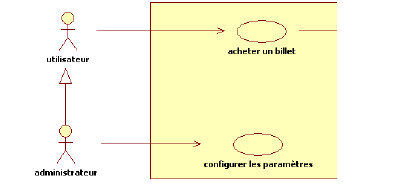 utilisateur
acheter un billet
administrateur
configurer les paramètres